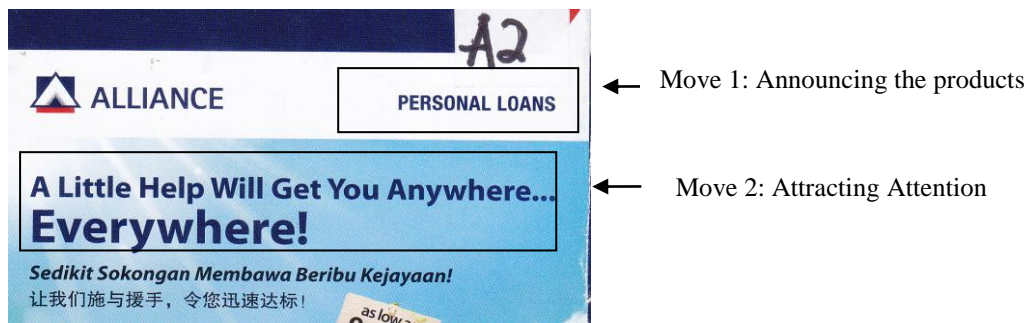 A2
ALLIANCE
PERSONAL LOANS
Move 1: Announcing the products
A Little Help Will Get You Anywhere...
Everywhere!
Move 2: Attracting Attention
Sedikit Sokongan Membawa Beribu Kejayaan!
让我们施与援手，令您迅速达标!
as low